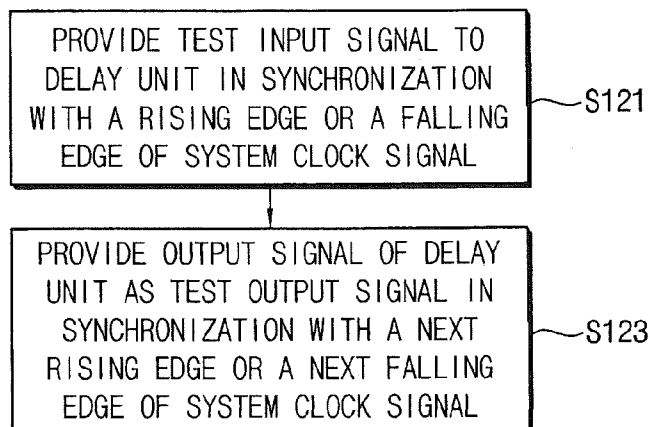 PROVIDE TEST INPUT SIGNAL TO
DELAY UNIT IN SYNCHRONIZATION
WITH A RISING EDGE OR A FALLING
EDGE OF SYSTEM CLOCK SIGNAL
S121
PROVIDE OUTPUT SIGNAL OF DELAY
UNIT AS TEST OUTPUT SIGNAL IN
SYNCHRONIZATION WITH A NEXT
RISING EDGE OR A NEXT FALLING
EDGE OF SYSTEM CLOCK SIGNAL
S123